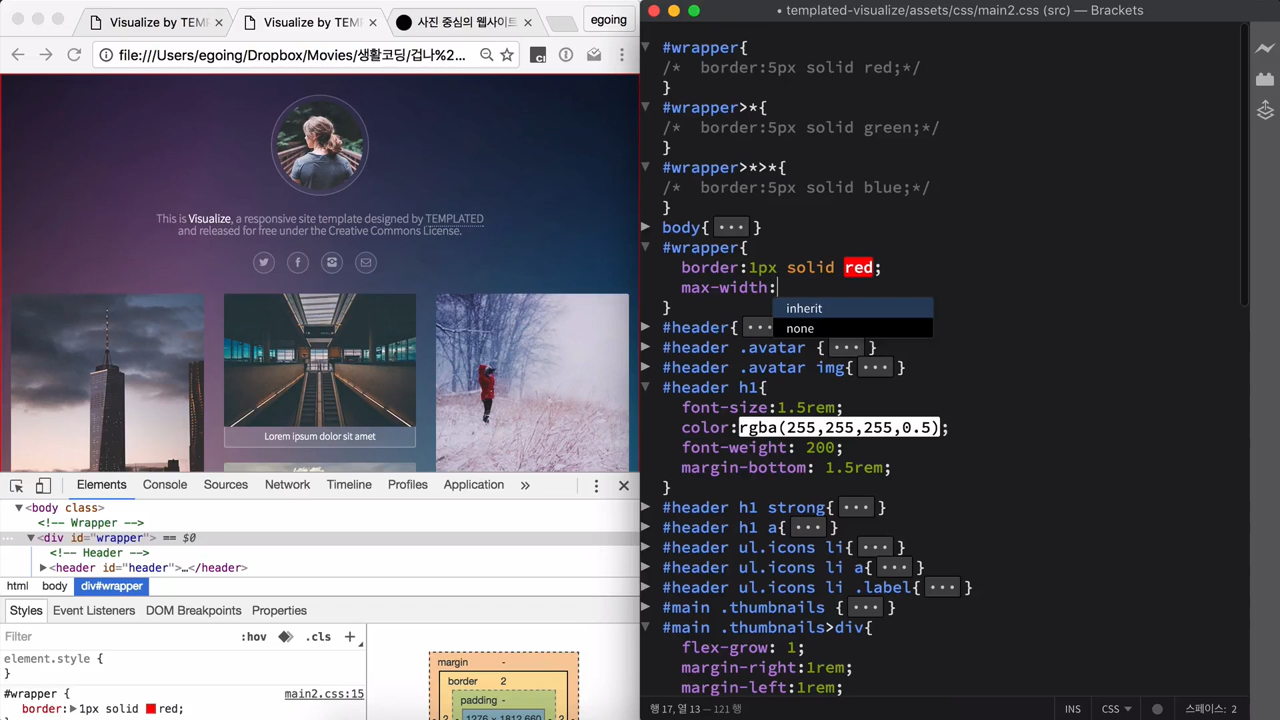 Visualize by TEM
Visualize by TEM
사진 중심의 웹사이트
egoing
file:///Users/egoing/Dropbox/Movies/생활코딩/겁나%2...
This is Visualize, a responsive site template designed by TEMPLATED
and released for free under the Creative Commons License.
Lorem ipsum dolor sit amet
Elements
Console
Sources
Network
Timeline
Profiles
Application
»
▼<body class>
<!-- Wrapper -->
... ▼<div id="wrapper"> == $0
<!-- Header -->
▶<header id="header">…</header>
html
body
div#wrapper
Styles
Event Listeners
DOM Breakpoints
Properties
Filter
:hov
.cls
+
element.style {
}
#wrapper {
main2.css:15
border:▶1px solid red;
margin
-
border
2
padding -
2
1276 × 1812.660
2
• templated-visualize/assets/css/main2.css (src) — Brackets
#wrapper{
/*  border:5px solid red;*/
}
#wrapper>*{
/*  border:5px solid green;*/
}
#wrapper>*>*{
/*  border:5px solid blue;*/
}
body{ ... }
#wrapper{
border:1px solid red;
max-width:
inherit
none
}
#header{ ...
#header .avatar { ... }
#header .avatar img{ ... }
#header h1{
font-size:1.5rem;
color:rgba(255,255,255,0.5);
font-weight: 200;
margin-bottom: 1.5rem;
}
#header h1 strong{ ... }
#header h1 a{ ... }
#header ul.icons li{ ... }
#header ul.icons li a{ ... }
#header ul.icons li .label{ ... }
#main .thumbnails { ... }
#main .thumbnails>div{
flex-grow: 1;
margin-right:1rem;
margin-left:1rem;
행 17, 열 13 — 121 행
INS
CSS
스페이스: 2